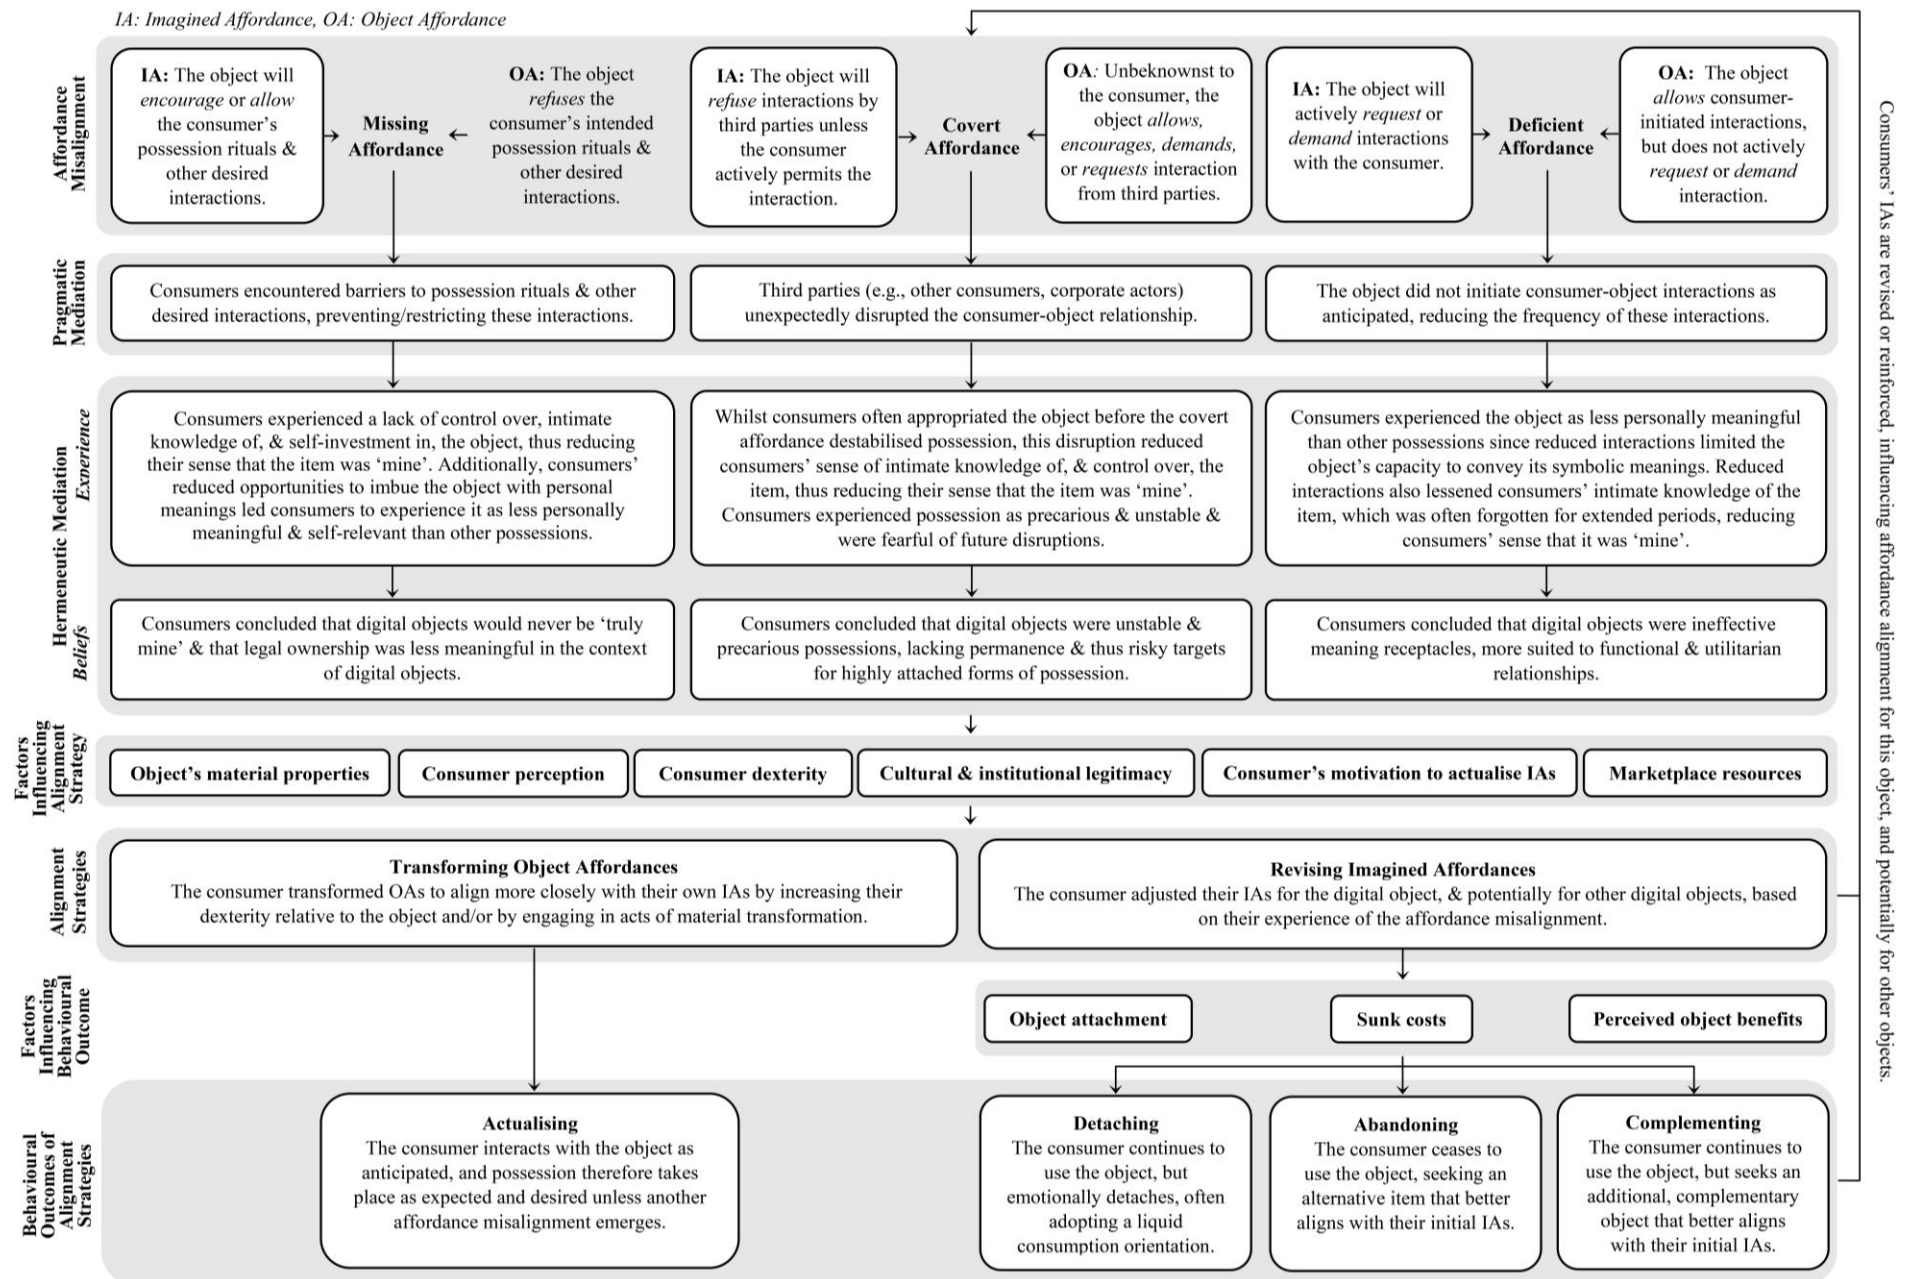 IA: Imagined Affordance, OA: Object Affordance
Affordance
Misalignment
IA: The object will
encourage or allow
the consumer's
possession rituals &
other desired
interactions.
Missing
Affordance
OA: The object
refuses the
consumer's intended
possession rituals &
other desired
interactions.
IA: The object will
refuse interactions by
third parties unless
the consumer
actively permits the
interaction.
Covert
Affordance
OA: Unbeknownst to
the consumer, the
object allows,
encourages, demands,
or requests interaction
from third parties.
IA: The object will
actively request or
demand interactions
with the consumer.
Deficient
Affordance
OA: The object
allows consumer-
initiated interactions,
but does not actively
request or demand
interaction.
Pragmatic
Mediation
Consumers encountered barriers to possession rituals & other
desired interactions, preventing/restricting these interactions.
Third parties (e.g., other consumers, corporate actors)
unexpectedly disrupted the consumer-object relationship.
The object did not initiate consumer-object interactions as
anticipated, reducing the frequency of these interactions.
Hermeneutic Mediation
Experience
Consumers experienced a lack of control over, intimate
knowledge of, & self-investment in, the object, thus reducing
their sense that the item was 'mine'. Additionally, consumers'
reduced opportunities to imbue the object with personal
meanings led consumers to experience it as less personally
meaningful & self-relevant than other possessions.
Whilst consumers often appropriated the object before the covert
affordance destabilised possession, this disruption reduced
consumers' sense of intimate knowledge of, & control over, the
item, thus reducing their sense that the item was 'mine'.
Consumers experienced possession as precarious & unstable &
were fearful of future disruptions.
Consumers experienced the object as less personally meaningful
than other possessions since reduced interactions limited the
object's capacity to convey its symbolic meanings. Reduced
interactions also lessened consumers' intimate knowledge of the
item, which was often forgotten for extended periods, reducing
consumers' sense that it was 'mine'.
Beliefs
Consumers concluded that digital objects would never be 'truly
mine' & that legal ownership was less meaningful in the context
of digital objects.
Consumers concluded that digital objects were unstable &
precarious possessions, lacking permanence & thus risky targets
for highly attached forms of possession.
Consumers concluded that digital objects were ineffective
meaning receptacles, more suited to functional & utilitarian
relationships.
Factors
Influencing
Alignment
Strategy
Object's material properties
Consumer perception
Consumer dexterity
Cultural & institutional legitimacy
Consumer's motivation to actualise IAs
Marketplace resources
Alignment
Strategies
Transforming Object Affordances
The consumer transformed OAs to align more closely with their own IAs by increasing their
dexterity relative to the object and/or by engaging in acts of material transformation.
Revising Imagined Affordances
The consumer adjusted their IAs for the digital object, & potentially for other digital objects, based
on their experience of the affordance misalignment.
Factors
Influencing
Behavioural
Outcome
Object attachment
Sunk costs
Perceived object benefits
Behavioural
Outcomes of
Alignment
Strategies
Actualising
The consumer interacts with the object as
anticipated, and possession therefore takes
place as expected and desired unless another
affordance misalignment emerges.
Detaching
The consumer continues to
use the object, but
emotionally detaches, often
adopting a liquid
consumption orientation.
Abandoning
The consumer ceases to
use the object, seeking an
alternative item that better
aligns with their initial IAs.
Complementing
The consumer continues to
use the object, but seeks an
additional, complementary
object that better aligns
with their initial IAs.
Consumers' IAs are revised or reinforced, influencing affordance alignment for this object, and potentially for other objects.